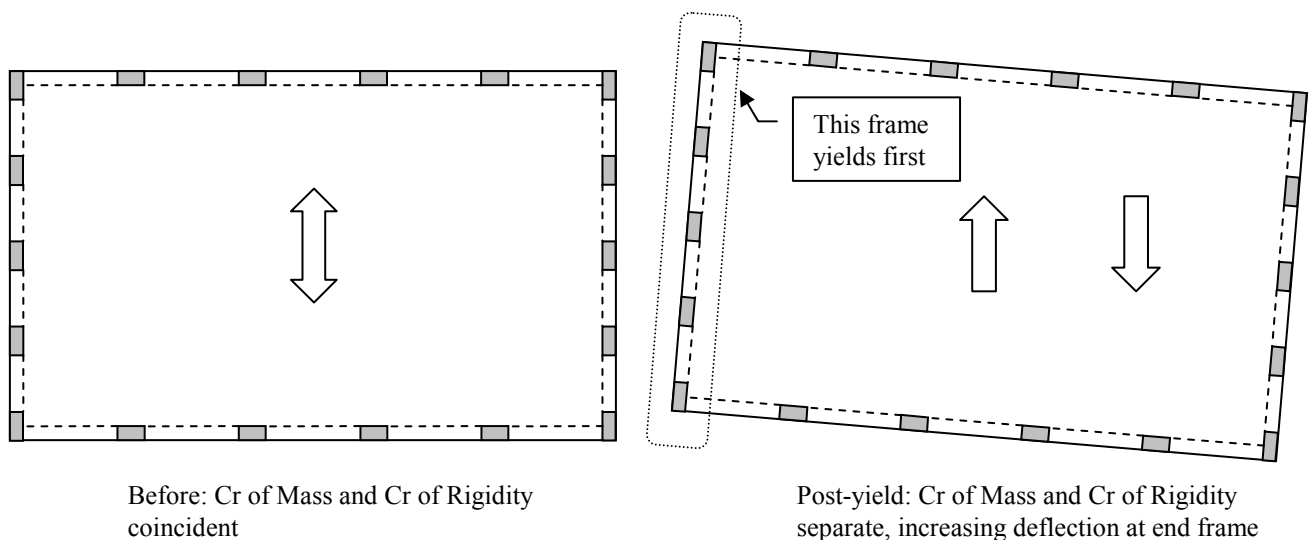 This frame
yields first
Before: Cr of Mass and Cr of Rigidity
coincident
Post-yield: Cr of Mass and Cr of Rigidity
separate, increasing deflection at end frame